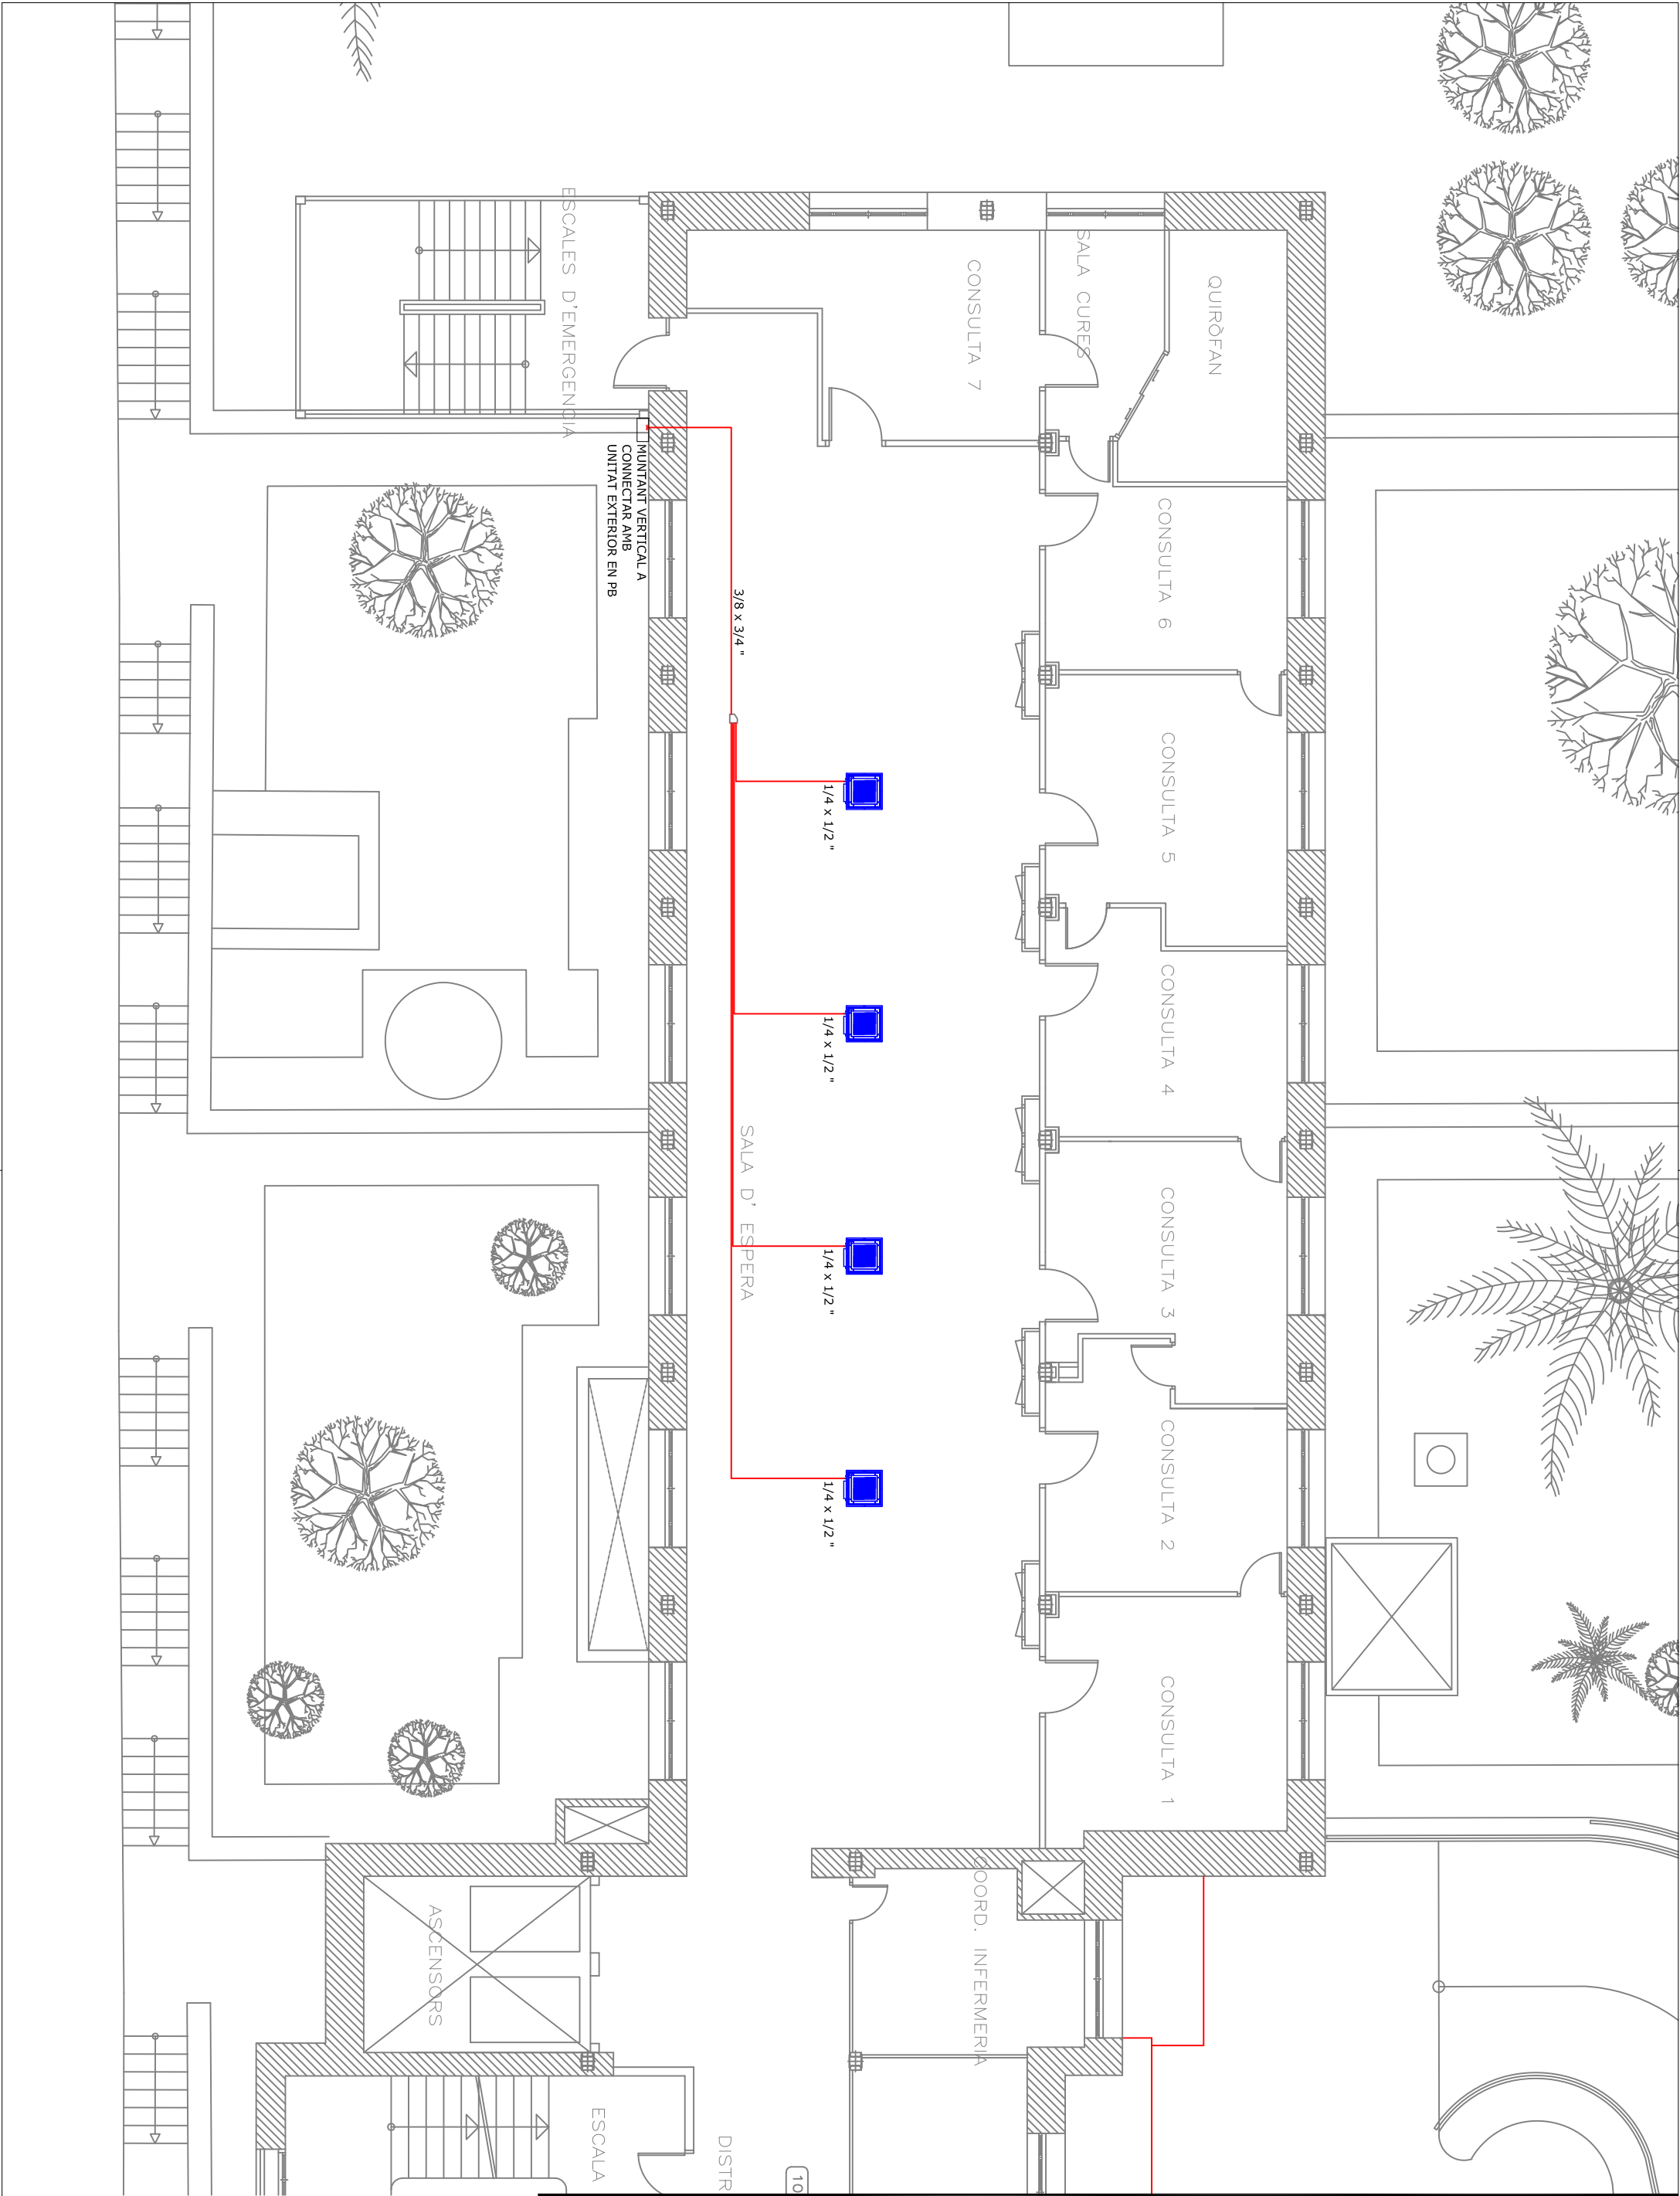 ESCALES D'EMERGENCIA
CONSULTA 7
SALA CURES
QUIRÒFAN
MUNTANT VERTICAL A
CONNECTAR AMB
UNITAT EXTERIOR EN PB
3/8 x 3/4 "
CONSULTA 6
CONSULTA 5
CONSULTA 4
CONSULTA 3
CONSULTA 2
CONSULTA 1
1/4 x 1/2 "
1/4 x 1/2 "
1/4 x 1/2 "
1/4 x 1/2 "
SALA D' ESPERA
COORD. INFERMERIA
ASCENSORS
ESCALA
DISTR
10